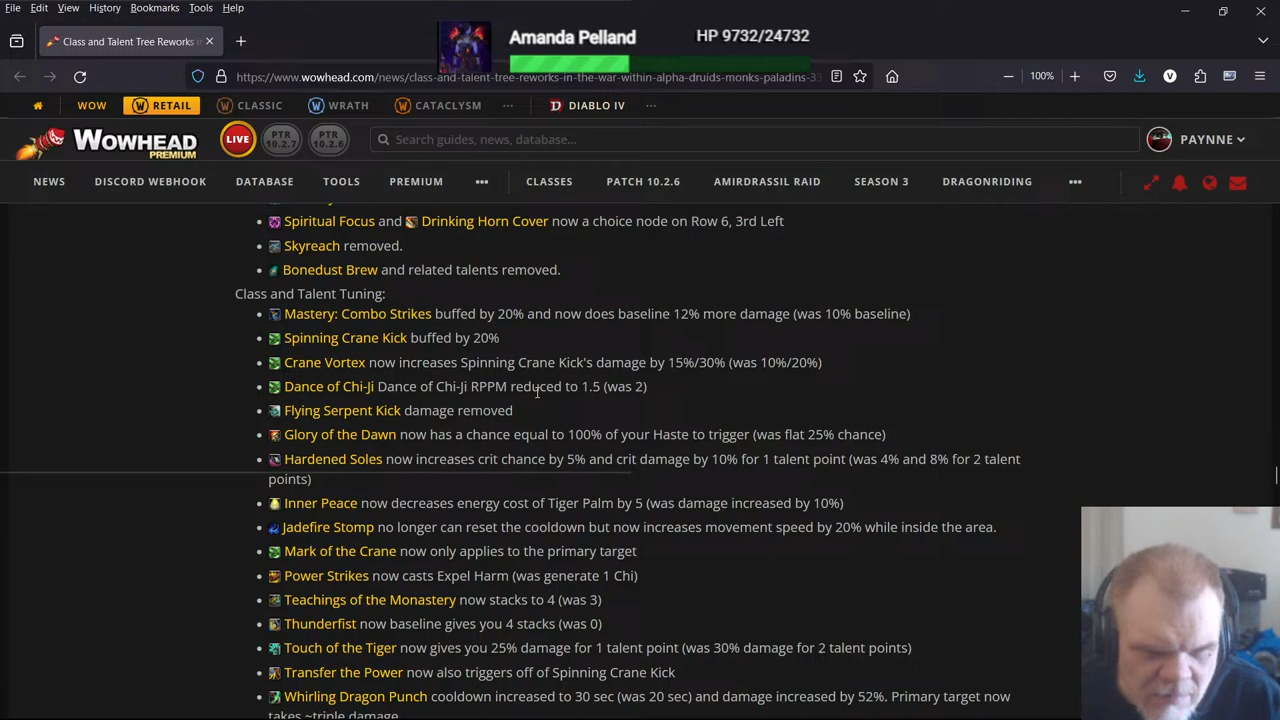 File Edit View History Bookmarks Tools Help
Class and Talent Tree Reworks in
Amanda Pelland HP 9732/24732
https://www.wowhead.com/news/class-and-talent-tree-reworks-in-the-war-within-alpha-druids-monks-paladins-33
100%
WOW RETAIL CLASSIC WRATH CATACLYSM ... DIABLO IV ...
WOWHEAD PREMIUM LIVE PTR 10.2.7 PTR 10.2.6 Search guides, news, database... PAYNNE
NEWS DISCORD WEBHOOK DATABASE TOOLS PREMIUM ... CLASSES PATCH 10.2.6 AMIRDRASSIL RAID SEASON 3 DRAGONRIDING ...
Spiritual Focus and Drinking Horn Cover now a choice node on Row 6, 3rd Left
Skyreach removed.
Bonedust Brew and related talents removed.
Class and Talent Tuning:
Mastery: Combo Strikes buffed by 20% and now does baseline 12% more damage (was 10% baseline)
Spinning Crane Kick buffed by 20%
Crane Vortex now increases Spinning Crane Kick's damage by 15%/30% (was 10%/20%)
Dance of Chi-Ji Dance of Chi-Ji RPPM reduced to 1.5 (was 2)
Flying Serpent Kick damage removed
Glory of the Dawn now has a chance equal to 100% of your Haste to trigger (was flat 25% chance)
Hardened Soles now increases crit chance by 5% and crit damage by 10% for 1 talent point (was 4% and 8% for 2 talent
points)
Inner Peace now decreases energy cost of Tiger Palm by 5 (was damage increased by 10%)
Jadefire Stomp no longer can reset the cooldown but now increases movement speed by 20% while inside the area.
Mark of the Crane now only applies to the primary target
Power Strikes now casts Expel Harm (was generate 1 Chi)
Teachings of the Monastery now stacks to 4 (was 3)
Thunderfist now baseline gives you 4 stacks (was 0)
Touch of the Tiger now gives you 25% damage for 1 talent point (was 30% damage for 2 talent points)
Transfer the Power now also triggers off of Spinning Crane Kick
Whirling Dragon Punch cooldown increased to 30 sec (was 20 sec) and damage increased by 52%. Primary target now
takes ~triple damage